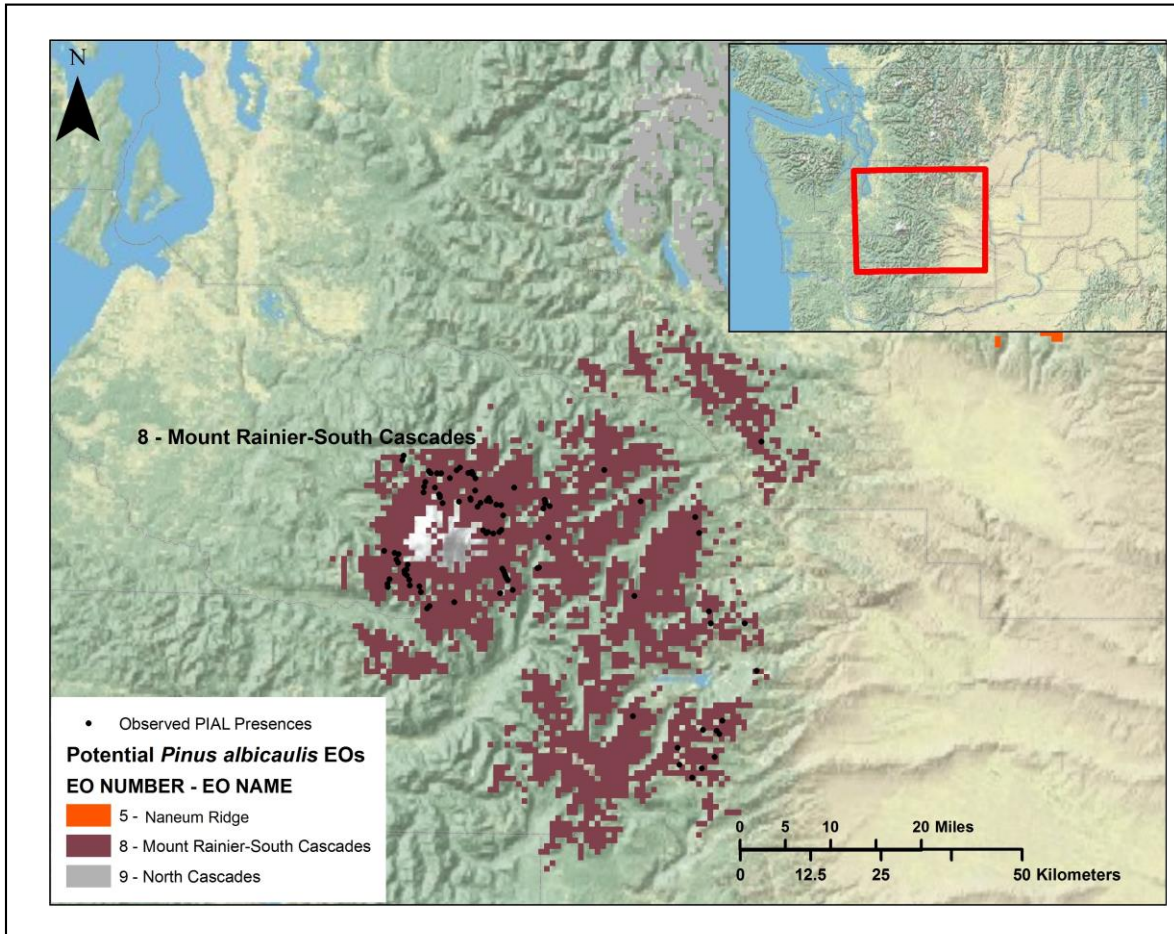 N
8 - Mount Rainier-South Cascades
Observed PIAL Presences
Potential Pinus albicaulis EOs
EO NUMBER - EO NAME
5 - Naneum Ridge
8 - Mount Rainier-South Cascades
9 - North Cascades
0 5 10 20 Miles
0 12.5 25 50 Kilometers